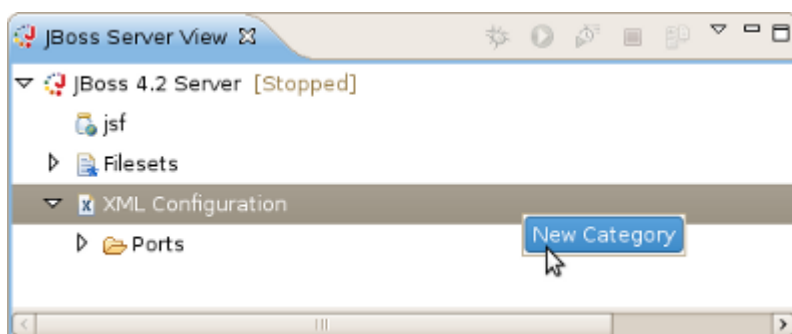 JBoss Server View
JBoss 4.2 Server [Stopped]
jsf
Filesets
XML Configuration
New Category
Ports